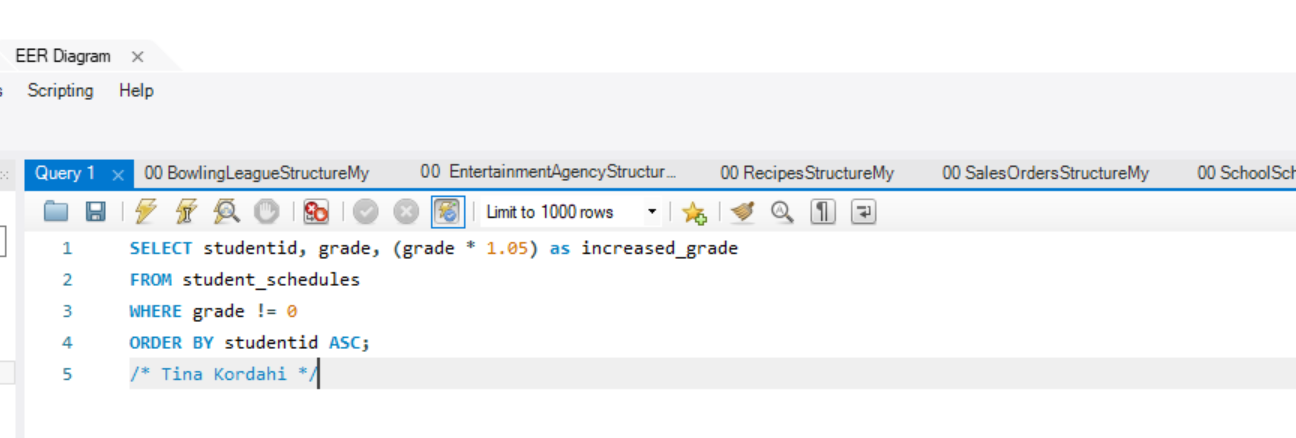 EER Diagram
s Scripting Help
Query 1 00 BowlingLeagueStructureMy 00 EntertainmentAgencyStructur... 00 RecipesStructureMy 00 SalesOrdersStructureMy 00 SchoolSch
Limit to 1000 rows
1 SELECT studentid, grade, (grade * 1.05) as increased_grade
2 FROM student_schedules
3 WHERE grade != 0
4 ORDER BY studentid ASC;
5 /* Tina Kordahi */